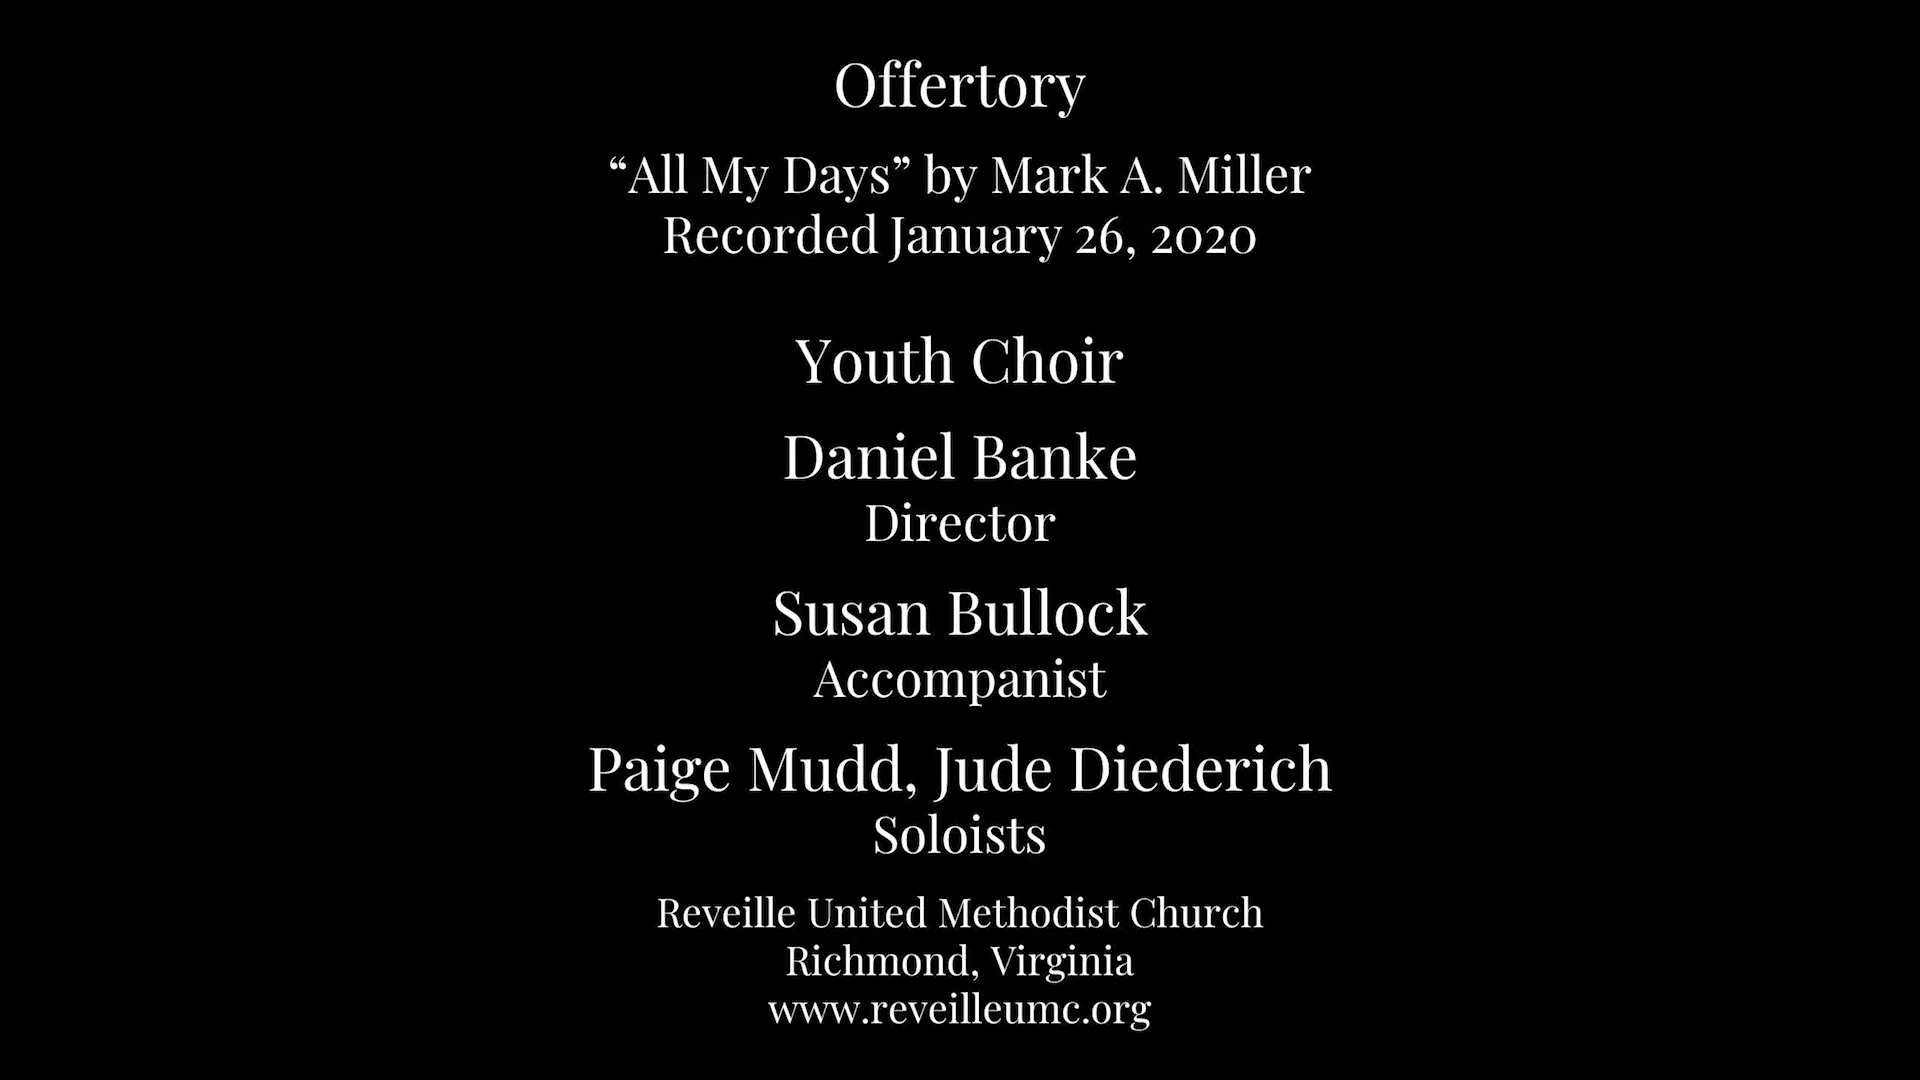 Offertory
“All My Days” by Mark A. Miller
Recorded January 26, 2020
Youth Choir
Daniel Banke
Director
Susan Bullock
Accompanist
Paige Mudd, Jude Diederich
Soloists
Reveille United Methodist Church
Richmond, Virginia
www.reveilleumc.org